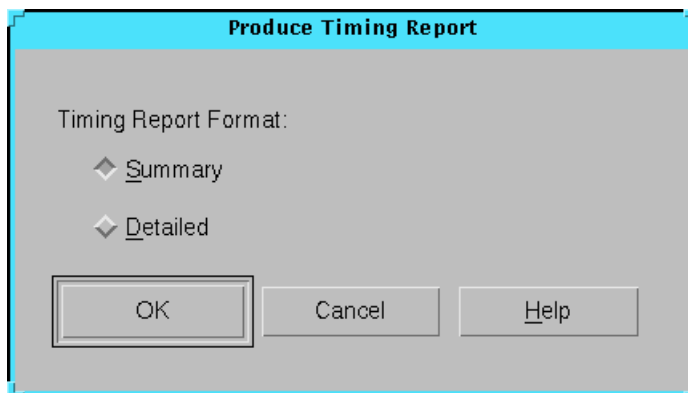 Produce Timing Report
Timing Report Format:
Summary
Detailed
OK Cancel Help